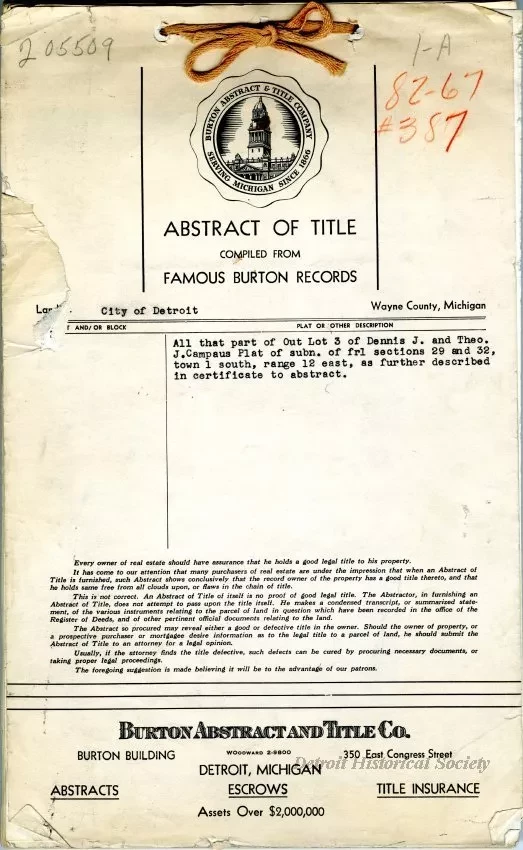 205509
1-A
82-67
#387
BURTON ABSTRACT & TITLE COMPANY
SERVING MICHIGAN SINCE 1866
ABSTRACT OF TITLE
COMPILED FROM
FAMOUS BURTON RECORDS
City of Detroit
Wayne County, Michigan
AND/OR BLOCK
PLAT OR OTHER DESCRIPTION
All that part of Out Lot 3 of Dennis J. and Theo.
J.Campaus Plat of subn. of frl sections 29 and 32,
town 1 south, range 12 east, as further described
in certificate to abstract.
Every owner of real estate should have assurance that he holds a good legal title to his property.
It has come to our attention that many purchasers of real estate are under the impression that when an Abstract of
Title is furnished, such Abstract shows conclusively that the record owner of the property has a good title thereto, and that
he holds same free from all clouds upon, or flaws in the chain of title.
This is not correct. An Abstract of Title of itself is no proof of good legal title. The Abstractor, in furnishing an
Abstract of Title, does not attempt to pass upon the title itself. He makes a condensed transcript, or summarized state-
ment, of the various instruments relating to the parcel of land in question which have been recorded in the office of the
Register of Deeds, and of other pertinent official documents relating to the land.
The Abstract so procured may reveal either a good or defective title in the owner. Should the owner of property, or
a prospective purchaser or mortgagee desire information as to the legal title to a parcel of land, he should submit the
Abstract of Title to an attorney for a legal opinion.
Usually, if the attorney finds the title defective, such defects can be cured by procuring necessary documents, or
taking proper legal proceedings.
The foregoing suggestion is made believing it will be to the advantage of our patrons.
BURTON ABSTRACT AND TITLE CO.
BURTON BUILDING
WOODWARD 2-9800
350 East Congress Street
DETROIT, MICHIGAN
Detroit Historical Society
ABSTRACTS
ESCROWS
TITLE INSURANCE
Assets Over $2,000,000